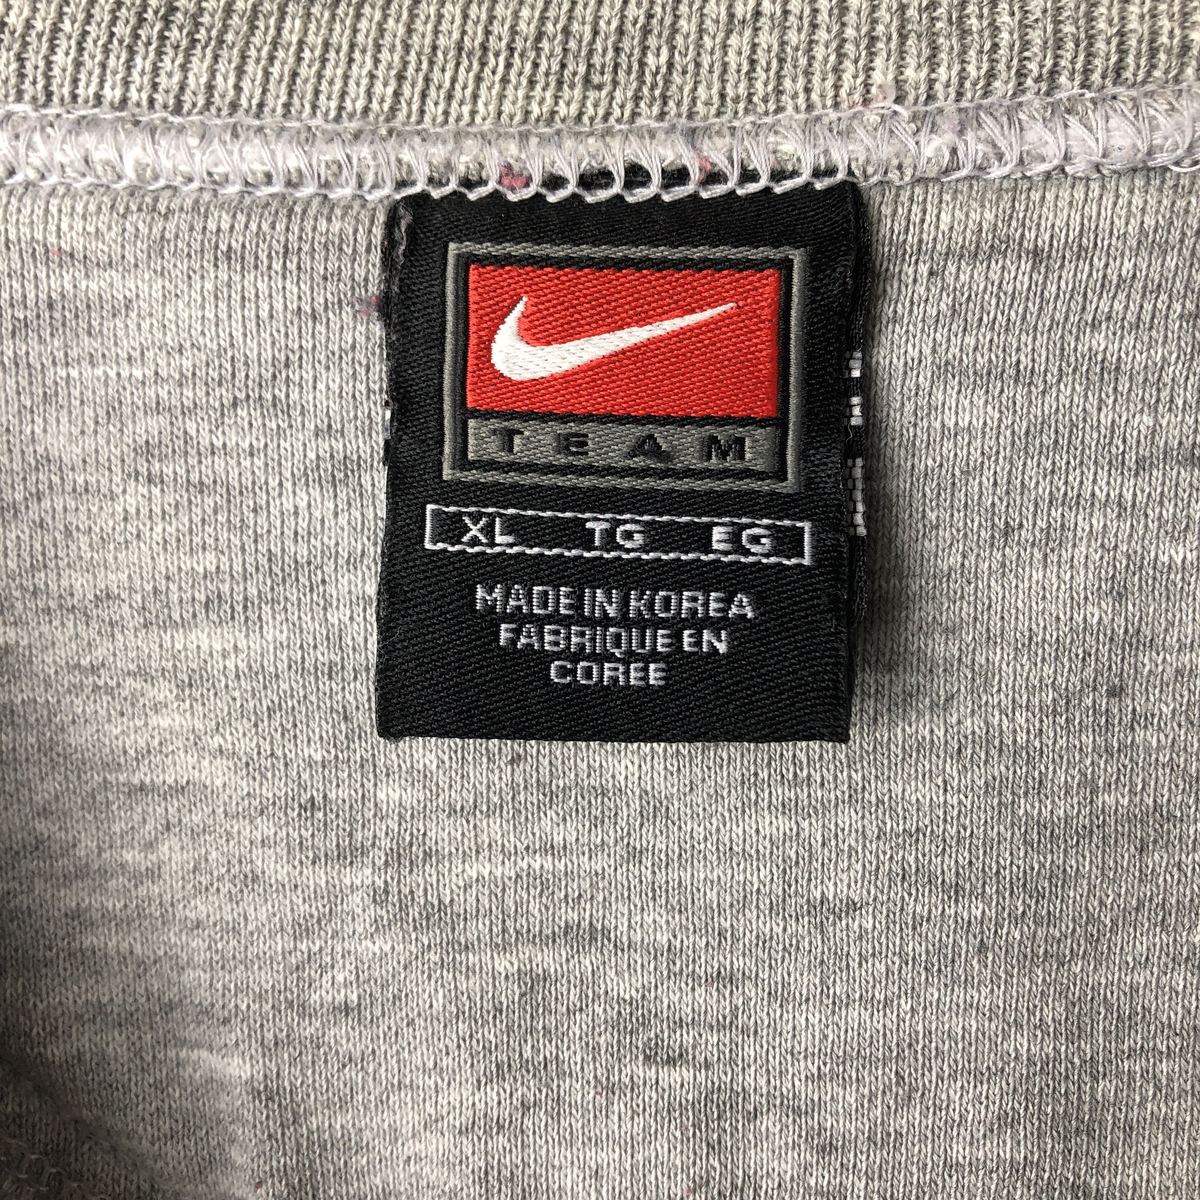 TEAM
XL TG EG
MADE IN KOREA
FABRIQUE EN
COREE